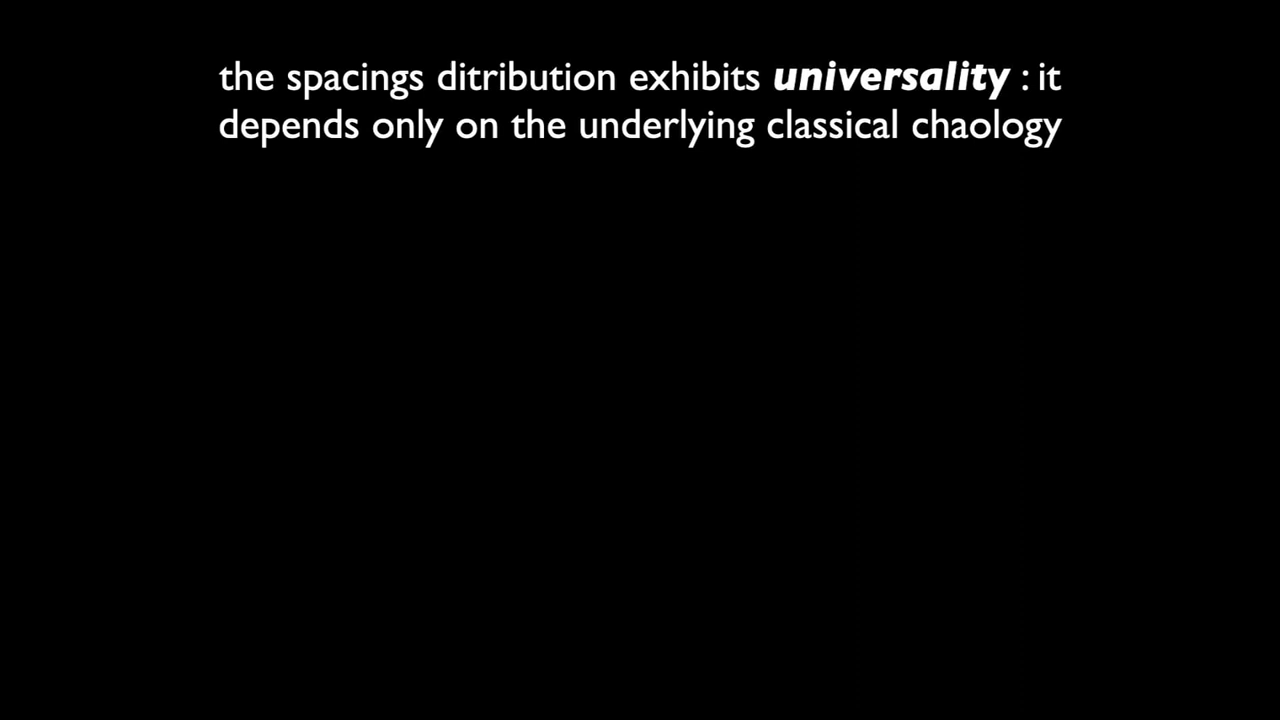 the spacings ditribution exhibits universality : it
depends only on the underlying classical chaology